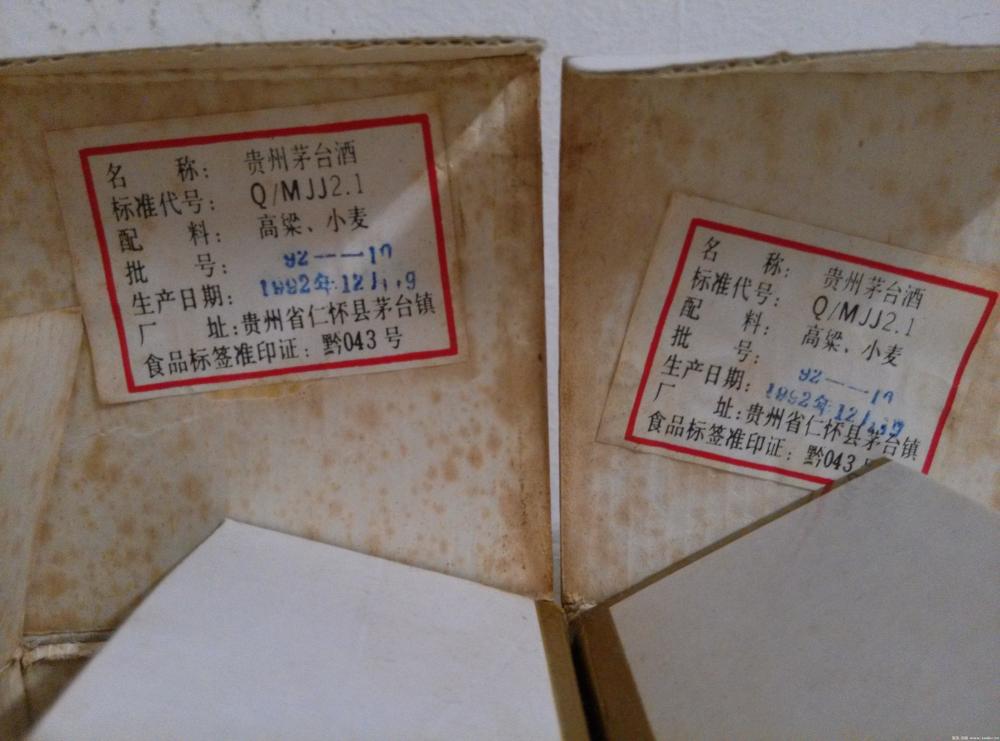 名 称: 贵州茅台酒
标准代号: Q/MJJ2.1
配 料: 高粱、小麦
批 号: 92---10
生产日期: 1992年12
厂 址:贵州省仁怀县茅台镇
食品标签准印证: 黔043号
名 称: 贵州茅台酒
标准代号: Q/MJJ2.1
配 料: 高粱、小麦
批 号: 92---10
生产日期: 1992年12
厂 址:贵州省仁怀县茅台镇
食品标签准印证: 黔043